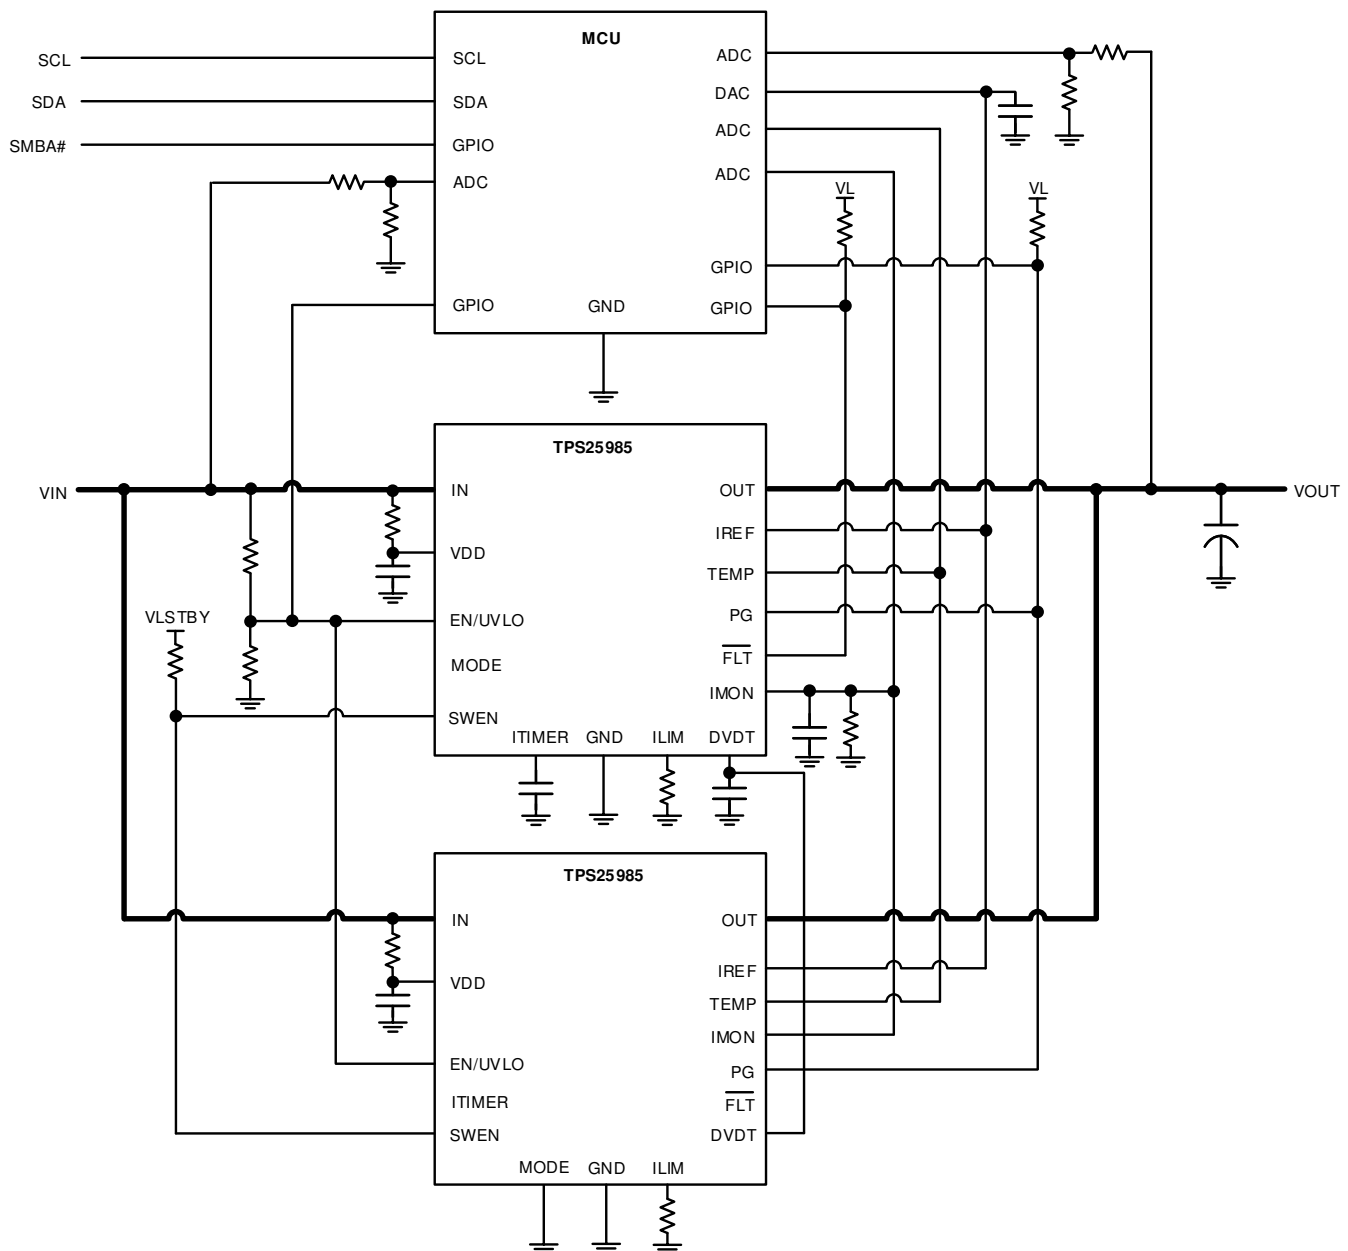 MCU
SCL
SCL
ADC
SDA
SDA
DAC
SMBA#
GPIO
ADC
ADC
ADC
VL
VL
GPIO
GPIO
GND
GPIO
TPS25985
VIN
IN
OUT
VOUT
IREF
VDD
TEMP
VLSTBY
EN/UVLO
PG
MODE
FLT
IMON
SWEN
ITIMER
GND
ILIM
DVDT
TPS25985
IN
OUT
IREF
VDD
TEMP
IMON
EN/UVLO
PG
ITIMER
FLT
SWEN
DVDT
MODE
GND
ILIM